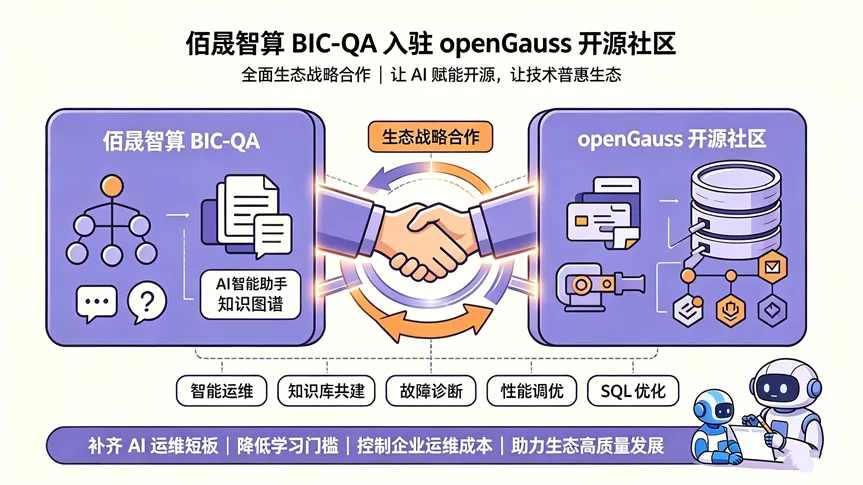 佰晟智算 BIC-QA 入驻 openGauss 开源社区
全面生态战略合作 | 让 AI 赋能开源，让技术普惠生态
佰晟智算 BIC-QA
生态战略合作
openGauss 开源社区
AI智能助手
知识图谱
智能运维
知识库共建
故障诊断
性能调优
SQL 优化
补齐 AI 运维短板 | 降低学习门槛 | 控制企业运维成本 | 助力生态高质量发展